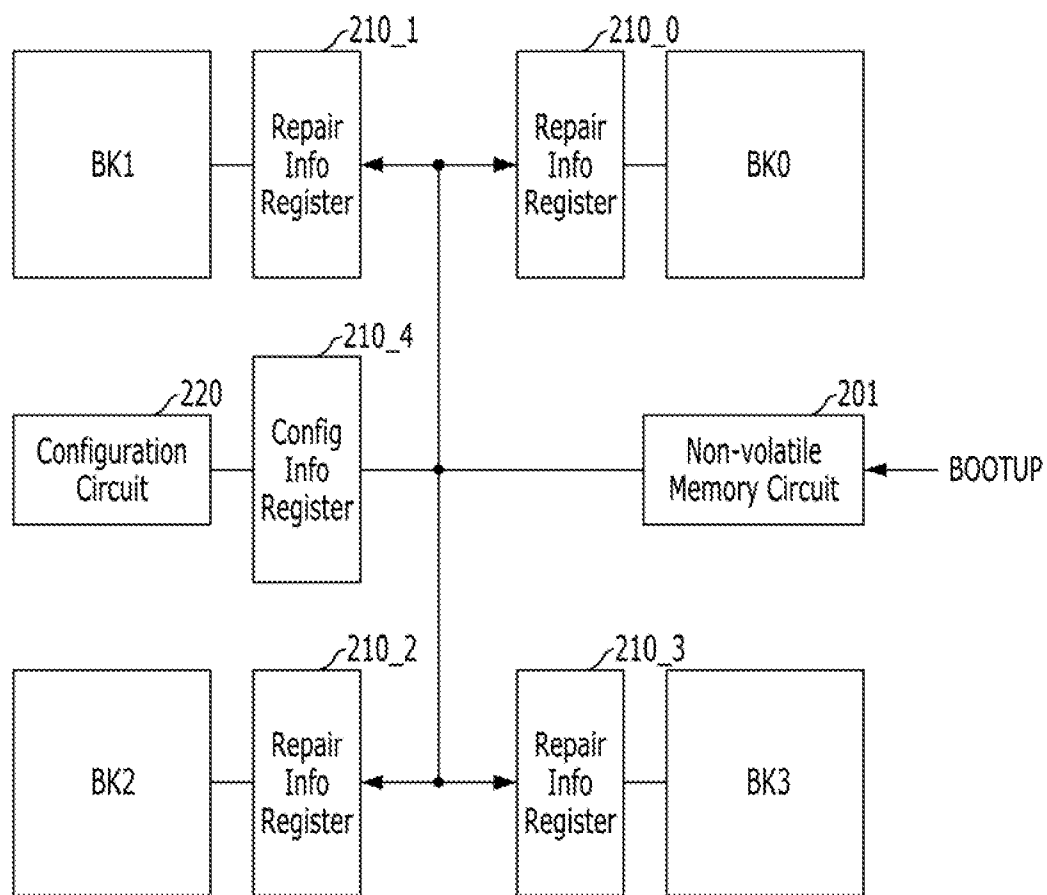 210_1
210_0
BK1
Repair
Info
Register
Repair
Info
Register
BK0
210_4
220
201
Configuration
Circuit
Config
Info
Register
Non-volatile
Memory Circuit
BOOTUP
210_2
210_3
BK2
Repair
Info
Register
Repair
Info
Register
BK3